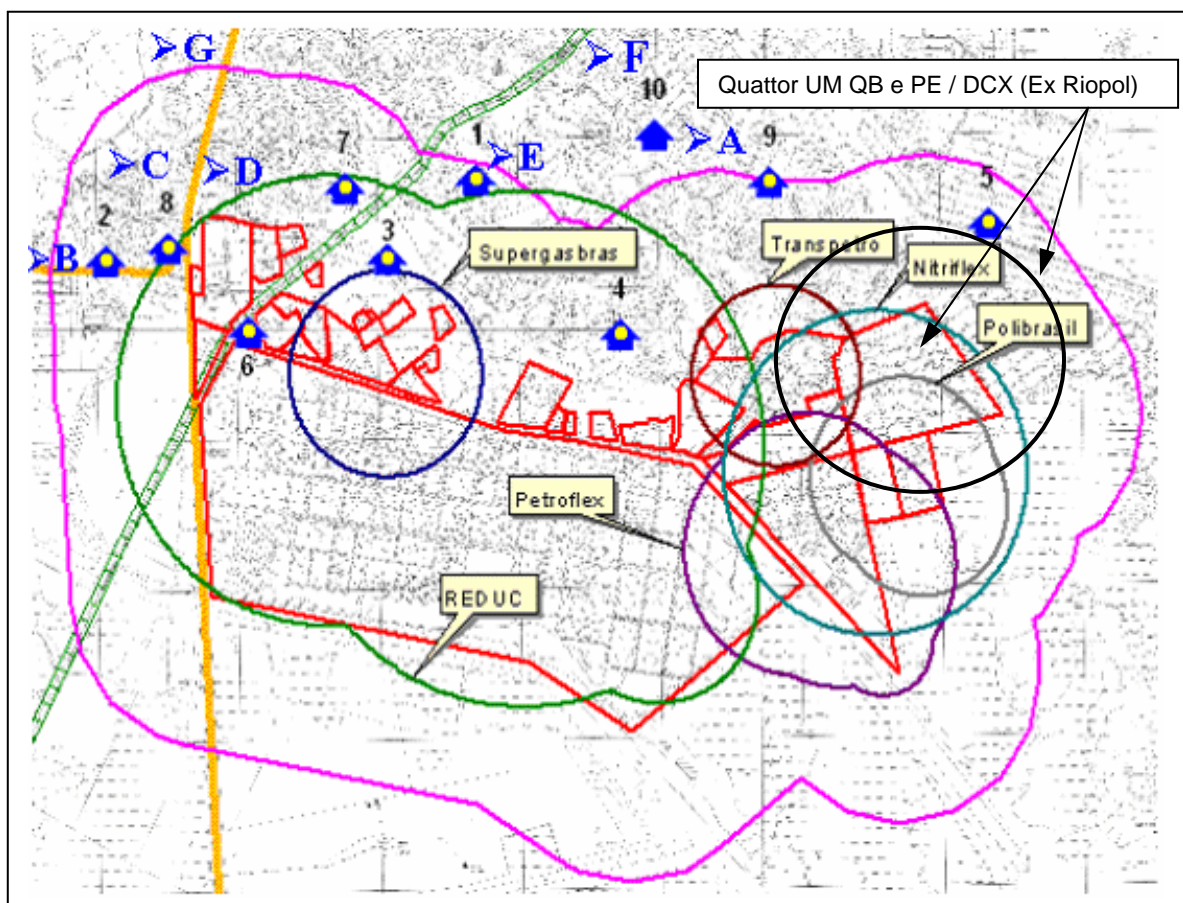 G
F
Quattor UM QB e PE / DCX (Ex Riopol)
10
A
9
C
D
7
1
E
5
2
8
B
3
Supergasbras
Transpetro
4
Nitriflex
Polibrasil
6
Petroflex
REDUC